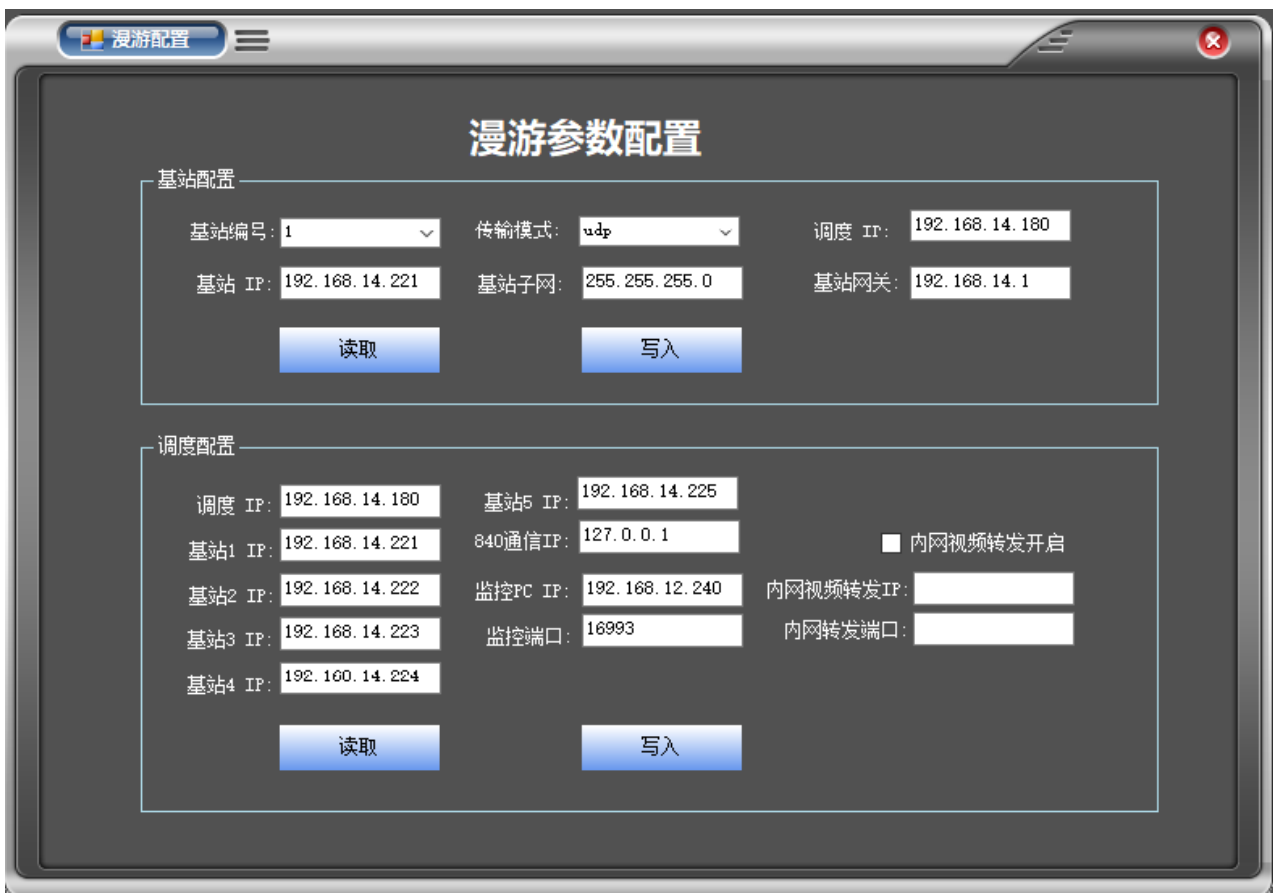 漫游配置
漫游参数配置
基站配置
基站编号: 1 传输模式: udp 调度 IP: 192.168.14.180
基站 IP: 192.168.14.221 基站子网: 255.255.255.0 基站网关: 192.168.14.1
读取 写入
调度配置
调度 IP: 192.168.14.180 基站5 IP: 192.168.14.225
基站1 IP: 192.168.14.221 840通信IP: 127.0.0.1 内网视频转发开启
基站2 IP: 192.168.14.222 监控PC IP: 192.168.12.240 内网视频转发IP:
基站3 IP: 192.168.14.223 监控端口: 16993 内网转发端口:
基站4 IP: 192.160.14.224
读取 写入